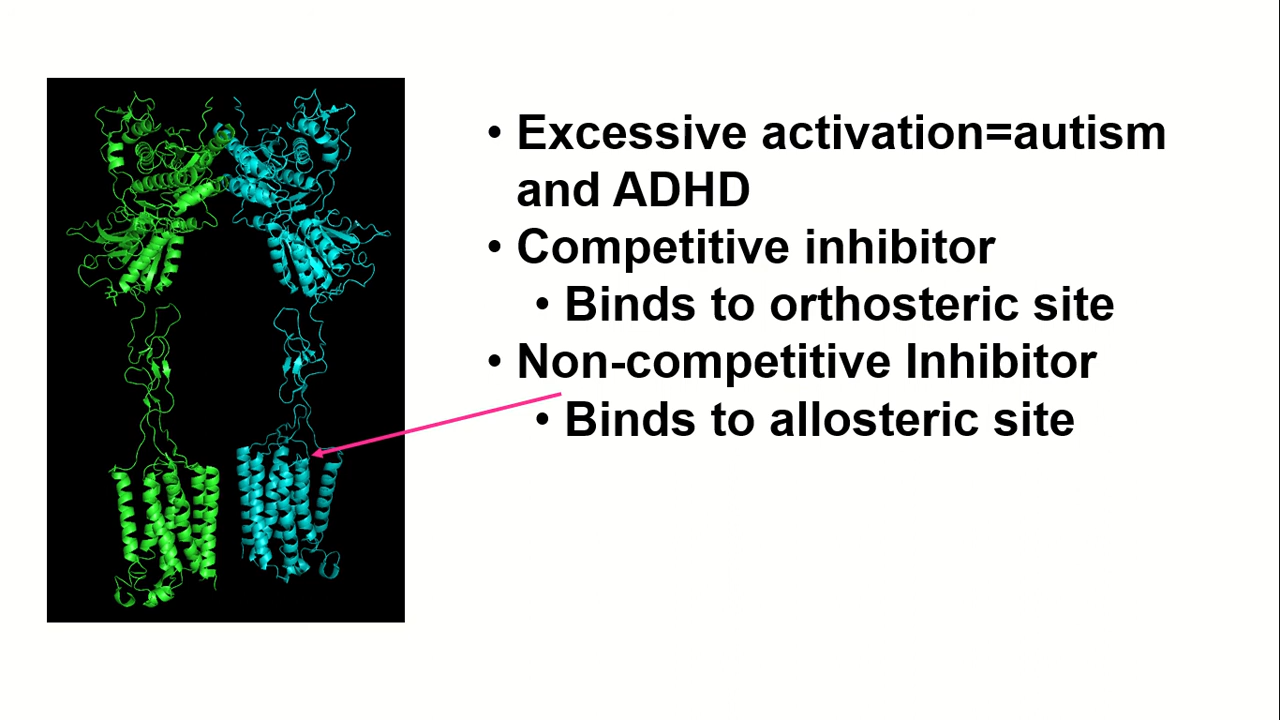 • Excessive activation=autism
and ADHD
• Competitive inhibitor
• Binds to orthosteric site
• Non-competitive Inhibitor
• Binds to allosteric site